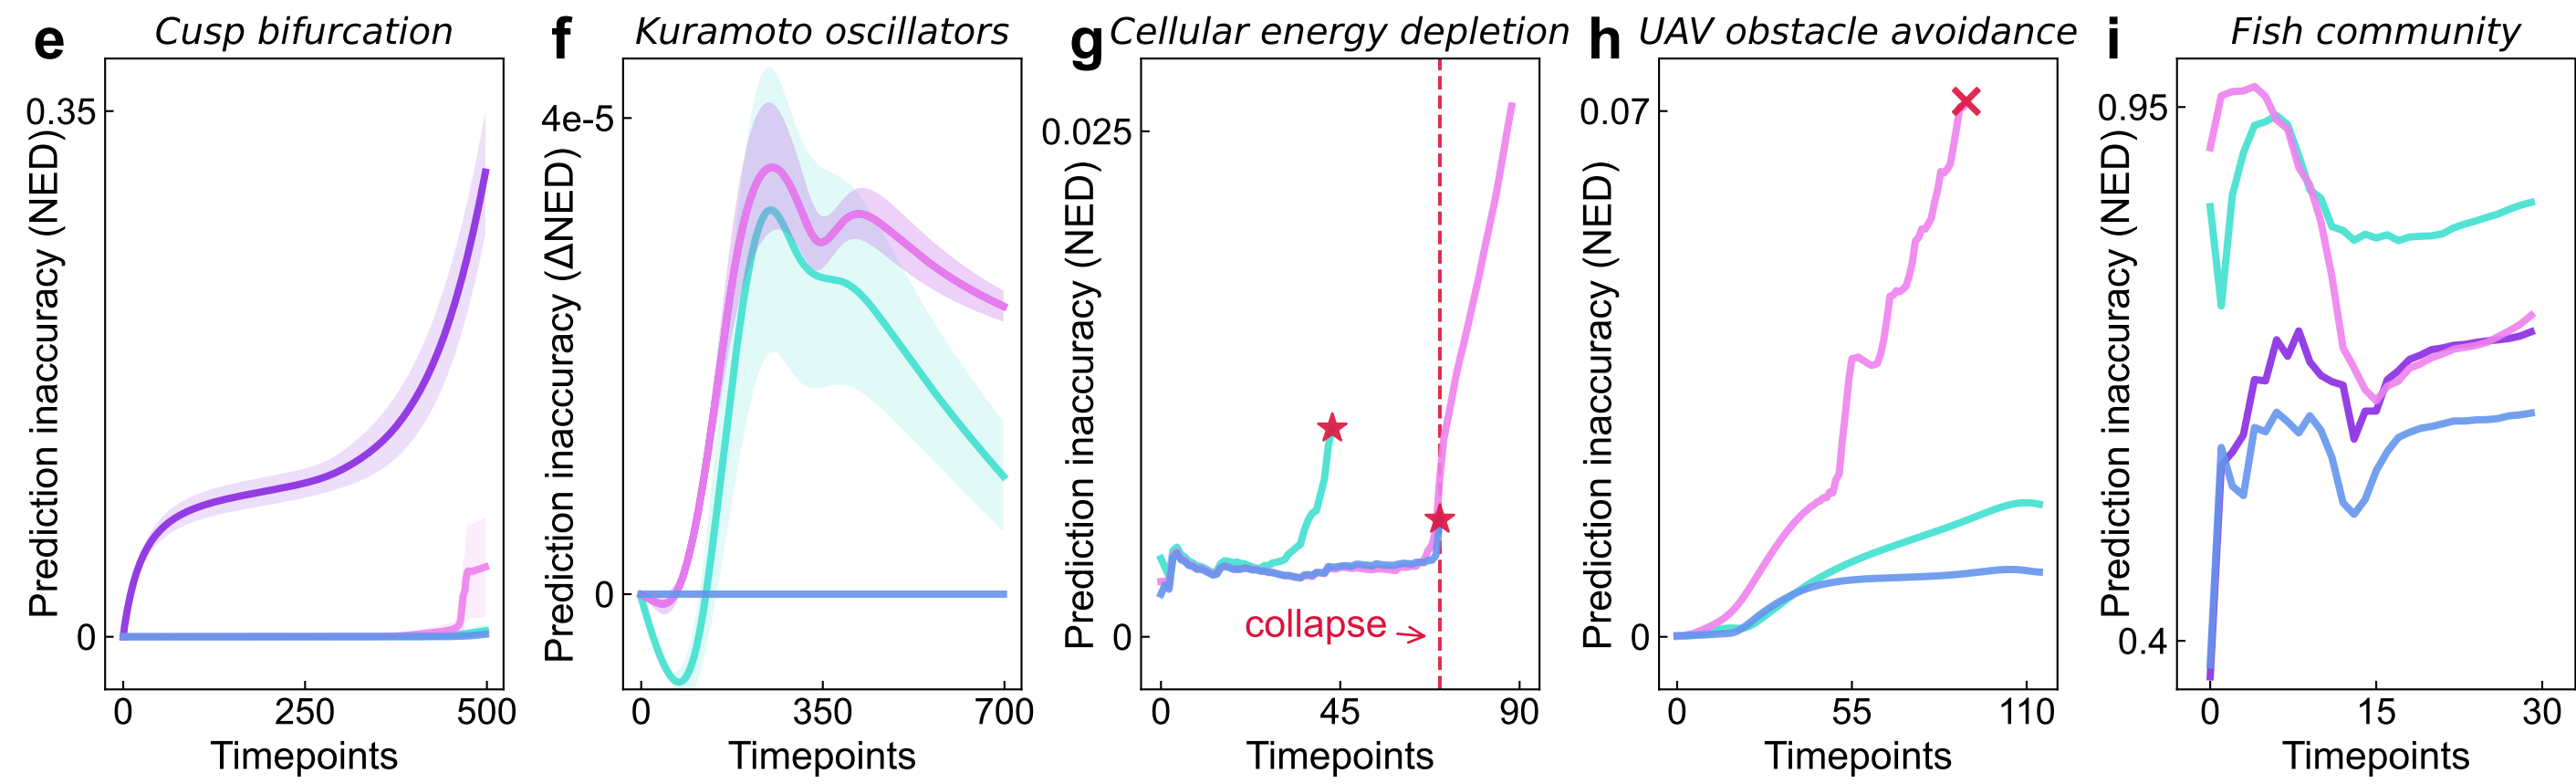 e Cusp bifurcation
Prediction inaccuracy (NED)
0.35
0
0 250 500
Timepoints
f Kuramoto oscillators
Prediction inaccuracy (ΔNED)
4e-5
0
0 350 700
Timepoints
g Cellular energy depletion
Prediction inaccuracy (NED)
0.025
0
collapse
0 45 90
Timepoints
h UAV obstacle avoidance
Prediction inaccuracy (NED)
0.07
0
0 55 110
Timepoints
i Fish community
Prediction inaccuracy (NED)
0.95
0.4
0 15 30
Timepoints